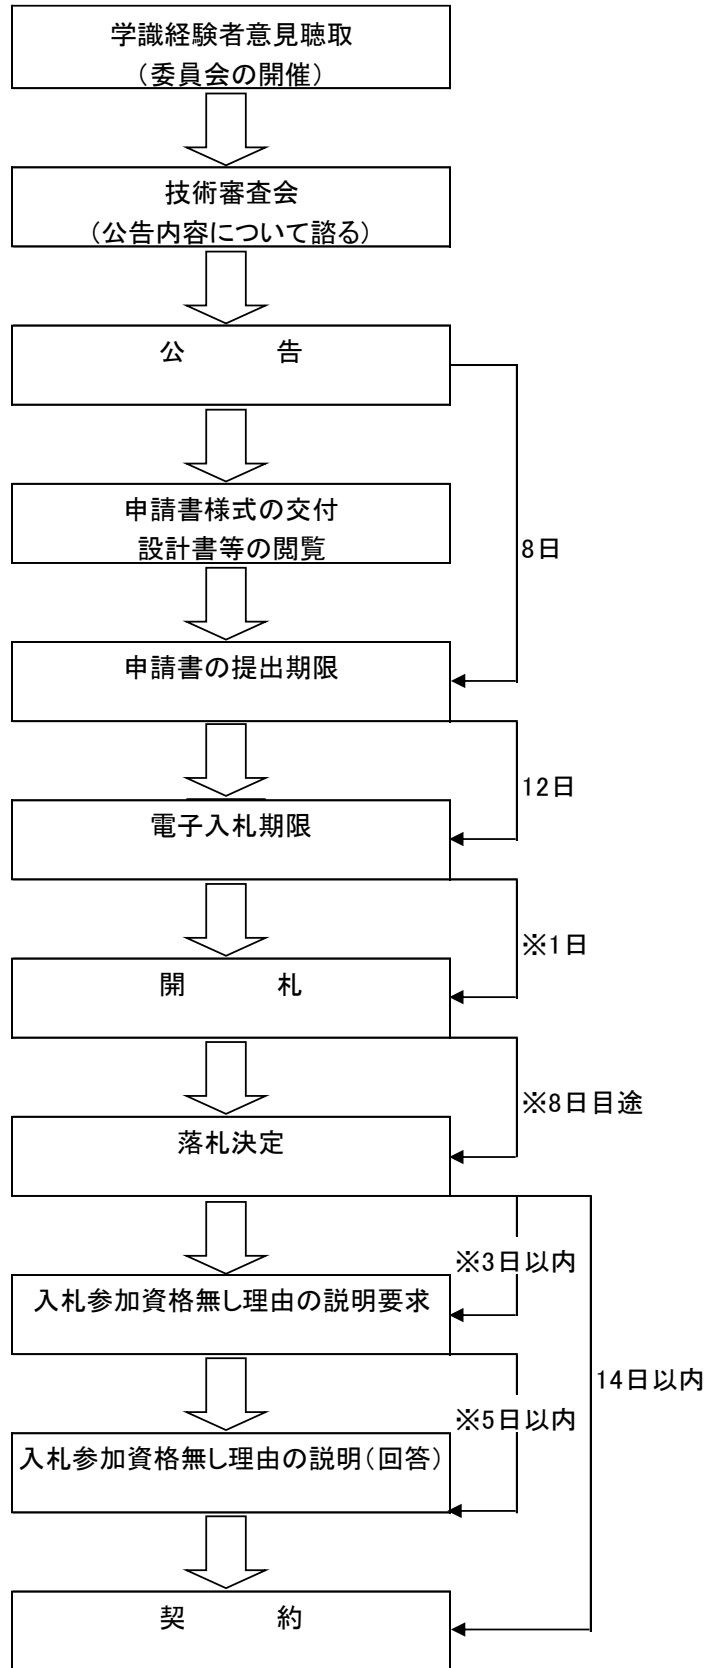 学識経験者意見聴取
（委員会の開催）
技術審査会
（公告内容について諮る）
公　　　告
申請書様式の交付
設計書等の閲覧
8日
申請書の提出期限
12日
電子入札期限
※1日
開　　　札
※8日目途
落札決定
※3日以内
入札参加資格無し理由の説明要求
14日以内
※5日以内
入札参加資格無し理由の説明（回答）
契　　　約